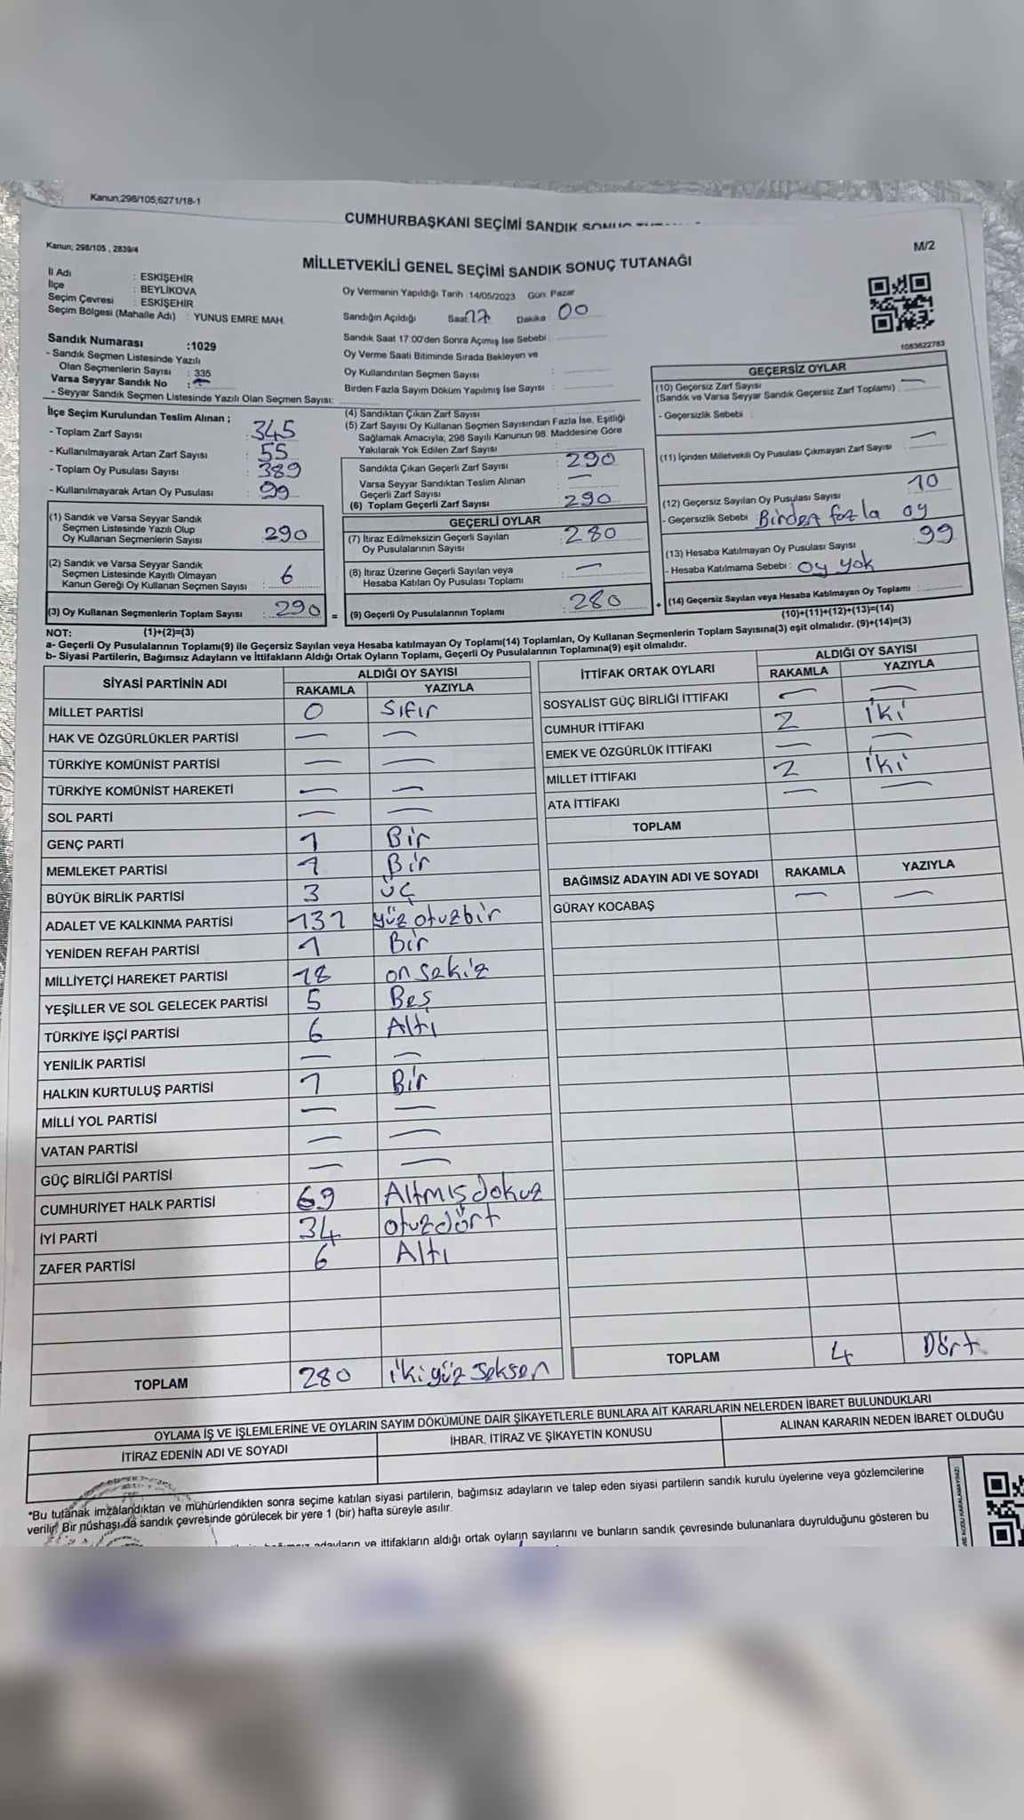 Kanun;298/105,6271/18-1
CUMHURBAŞKANI SEÇİMİ SANDIK
Kanun; 298/105 , 2839/4
M/2
MİLLETVEKİLİ GENEL SEÇİMİ SANDIK SONUÇ TUTANAĞI
İl Adı : ESKİŞEHİR
İlçe : BEYLİKOVA
Seçim Çevresi : ESKİŞEHİR
Seçim Bölgesi (Mahalle Adı) : YUNUS EMRE MAH.
Oy Vermenin Yapıldığı Tarih :14/05/2023 Gün: Pazar
Sandığın Açıldığı Saat: 17 Dakika: 00
Sandık Saat 17:00'den Sonra Açımış İse Sebebi :
Oy Verme Saati Bitiminde Sırada Bekleyen ve
Oy Kullandırılan Seçmen Sayısı :
Birden Fazla Sayım Döküm Yapılmış İse Sayısı :
1083622783
Sandık Numarası :1029
- Sandık Seçmen Listesinde Yazılı
Olan Seçmenlerin Sayısı : 335
Varsa Seyyar Sandık No : —
- Seyyar Sandık Seçmen Listesinde Yazılı Olan Seçmen Sayısı:
İlçe Seçim Kurulundan Teslim Alınan ;
- Toplam Zarf Sayısı 345
- Kullanılmayarak Artan Zarf Sayısı 55
- Toplam Oy Pusulası Sayısı 389
- Kullanılmayarak Artan Oy Pusulası 99
(1) Sandık ve Varsa Seyyar Sandık
Seçmen Listesinde Yazılı Olup
Oy Kullanan Seçmenlerin Sayısı : 290
(2) Sandık ve Varsa Seyyar Sandık
Seçmen Listesinde Kayıtlı Olmayan
Kanun Gereği Oy Kullanan Seçmen Sayısı : 6
(3) Oy Kullanan Seçmenlerin Toplam Sayısı : 290 =
(1)+(2)=(3)
(4) Sandıktan Çıkan Zarf Sayısı
(5) Zarf Sayısı Oy Kullanan Seçmen Sayısından Fazla İse, Eşitliği
Sağlamak Amacıyla; 298 Sayılı Kanunun 98. Maddesine Göre
Yakılarak Yok Edilen Zarf Sayısı :
Sandıkta Çıkan Geçerli Zarf Sayısı : 290
Varsa Seyyar Sandıktan Teslim Alınan
Geçerli Zarf Sayısı : —
(6) Toplam Geçerli Zarf Sayısı : 290
GEÇERLİ OYLAR
(7) İtiraz Edilmeksizin Geçerli Sayılan
Oy Pusulalarının Sayısı : 280
(8) İtiraz Üzerine Geçerli Sayılan veya
Hesaba Katılan Oy Pusulası Toplamı : —
(9) Geçerli Oy Pusulalarının Toplamı : 280 +
GEÇERSİZ OYLAR
(10) Geçersiz Zarf Sayısı
(Sandık ve Varsa Seyyar Sandık Geçersiz Zarf Toplamı) : —
- Geçersizlik Sebebi :
(11) İçinden Milletvekili Oy Pusulası Çıkmayan Zarf Sayısı : —
(12) Geçersiz Sayılan Oy Pusulası Sayısı : 10
- Geçersizlik Sebebi : Birden fazla oy
(13) Hesaba Katılmayan Oy Pusulası Sayısı : 99
- Hesaba Katılmama Sebebi : oy yok
(14) Geçersiz Sayılan veya Hesaba Katılmayan Oy Toplamı :
(10)+(11)+(12)+(13)=(14)
NOT:
a- Geçerli Oy Pusulalarının Toplamı(9) ile Geçersiz Sayılan veya Hesaba katılmayan Oy Toplamı(14) Toplamları, Oy Kullanan Seçmenlerin Toplam Sayısına(3) eşit olmalıdır. (9)+(14)=(3)
b- Siyasi Partilerin, Bağımsız Adayların ve İttifakların Aldığı Ortak Oyların Toplamı, Geçerli Oy Pusulalarının Toplamına(9) eşit olmalıdır.
SİYASİ PARTİNİN ADI ALDIĞI OY SAYISI
RAKAMLA YAZIYLA
MİLLET PARTİSİ 0 Sıfır
HAK VE ÖZGÜRLÜKLER PARTİSİ — —
TÜRKİYE KOMÜNİST PARTİSİ — —
TÜRKİYE KOMÜNİST HAREKETİ — —
SOL PARTİ — —
GENÇ PARTİ 1 Bir
MEMLEKET PARTİSİ 1 Bir
BÜYÜK BİRLİK PARTİSİ 3 üç
ADALET VE KALKINMA PARTİSİ 131 yüz otuzbir
YENİDEN REFAH PARTİSİ 1 Bir
MİLLİYETÇİ HAREKET PARTİSİ 18 on sekiz
YEŞİLLER VE SOL GELECEK PARTİSİ 5 Beş
TÜRKİYE İŞÇİ PARTİSİ 6 Altı
YENİLİK PARTİSİ — —
HALKIN KURTULUŞ PARTİSİ 1 Bir
MİLLİ YOL PARTİSİ — —
VATAN PARTİSİ — —
GÜÇ BİRLİĞİ PARTİSİ — —
CUMHURİYET HALK PARTİSİ 69 Altmış dokuz
İYİ PARTİ 34 otuzdört
ZAFER PARTİSİ 6 Altı
TOPLAM 280 iki yüz seksen
İTTİFAK ORTAK OYLARI ALDIĞI OY SAYISI
RAKAMLA YAZIYLA
SOSYALİST GÜÇ BİRLİĞİ İTTİFAKI — —
CUMHUR İTTİFAKI 2 iki
EMEK VE ÖZGÜRLÜK İTTİFAKI — —
MİLLET İTTİFAKI 2 iki
ATA İTTİFAKI — —
TOPLAM
BAĞIMSIZ ADAYIN ADI VE SOYADI RAKAMLA YAZIYLA
GÜRAY KOCABAŞ — —
TOPLAM 4 Dört
OYLAMA İŞ VE İŞLEMLERİNE VE OYLARIN SAYIM DÖKÜMÜNE DAİR ŞİKAYETLERLE BUNLARA AİT KARARLARIN NELERDEN İBARET BULUNDUKLARI
İTİRAZ EDENİN ADI VE SOYADI İHBAR, İTİRAZ VE ŞİKAYETİN KONUSU ALINAN KARARIN NEDEN İBARET OLDUĞU
*Bu tutanak imzalandıktan ve mühürlendikten sonra seçime katılan siyasi partilerin, bağımsız adayların ve talep eden siyasi partilerin sandık kurulu üyelerine veya gözlemcilerine
verilir. Bir nüshası da sandık çevresinde görülecek bir yere 1 (bir) hafta süreyle asılır.
adayların ve ittifakların aldığı ortak oyların sayılarını ve bunların sandık çevresinde bulunanlara duyrulduğunu gösteren bu